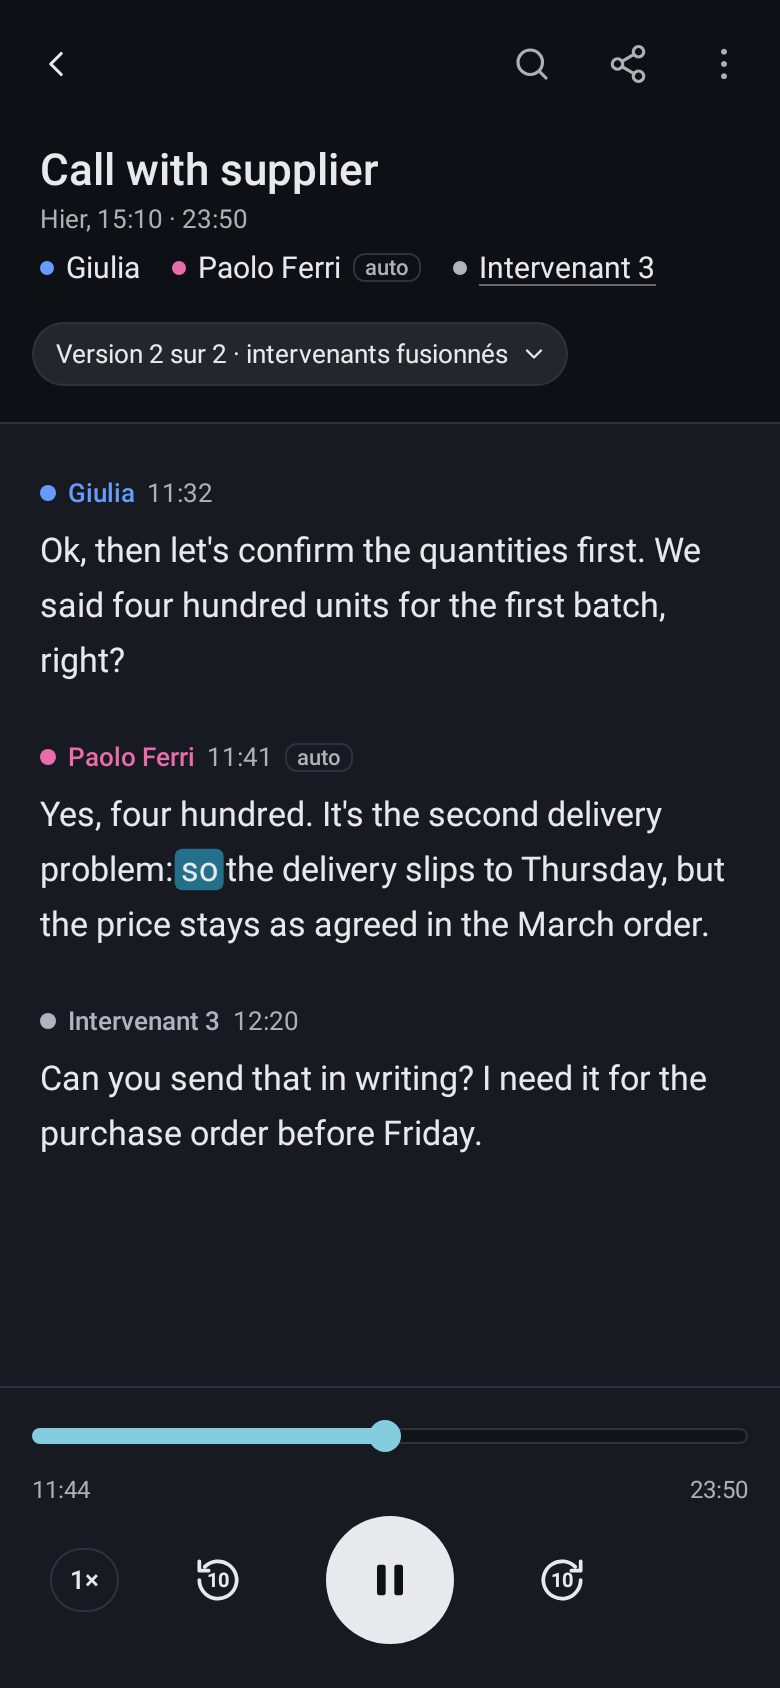 Call with supplier
Hier, 15:10 · 23:50
Giulia Paolo Ferri auto Intervenant 3
Version 2 sur 2 · intervenants fusionnés
Giulia 11:32
Ok, then let's confirm the quantities first. We
said four hundred units for the first batch,
right?
Paolo Ferri 11:41 auto
Yes, four hundred. It's the second delivery
problem: so the delivery slips to Thursday, but
the price stays as agreed in the March order.
Intervenant 3 12:20
Can you send that in writing? I need it for the
purchase order before Friday.
11:44 23:50
1× 10 10